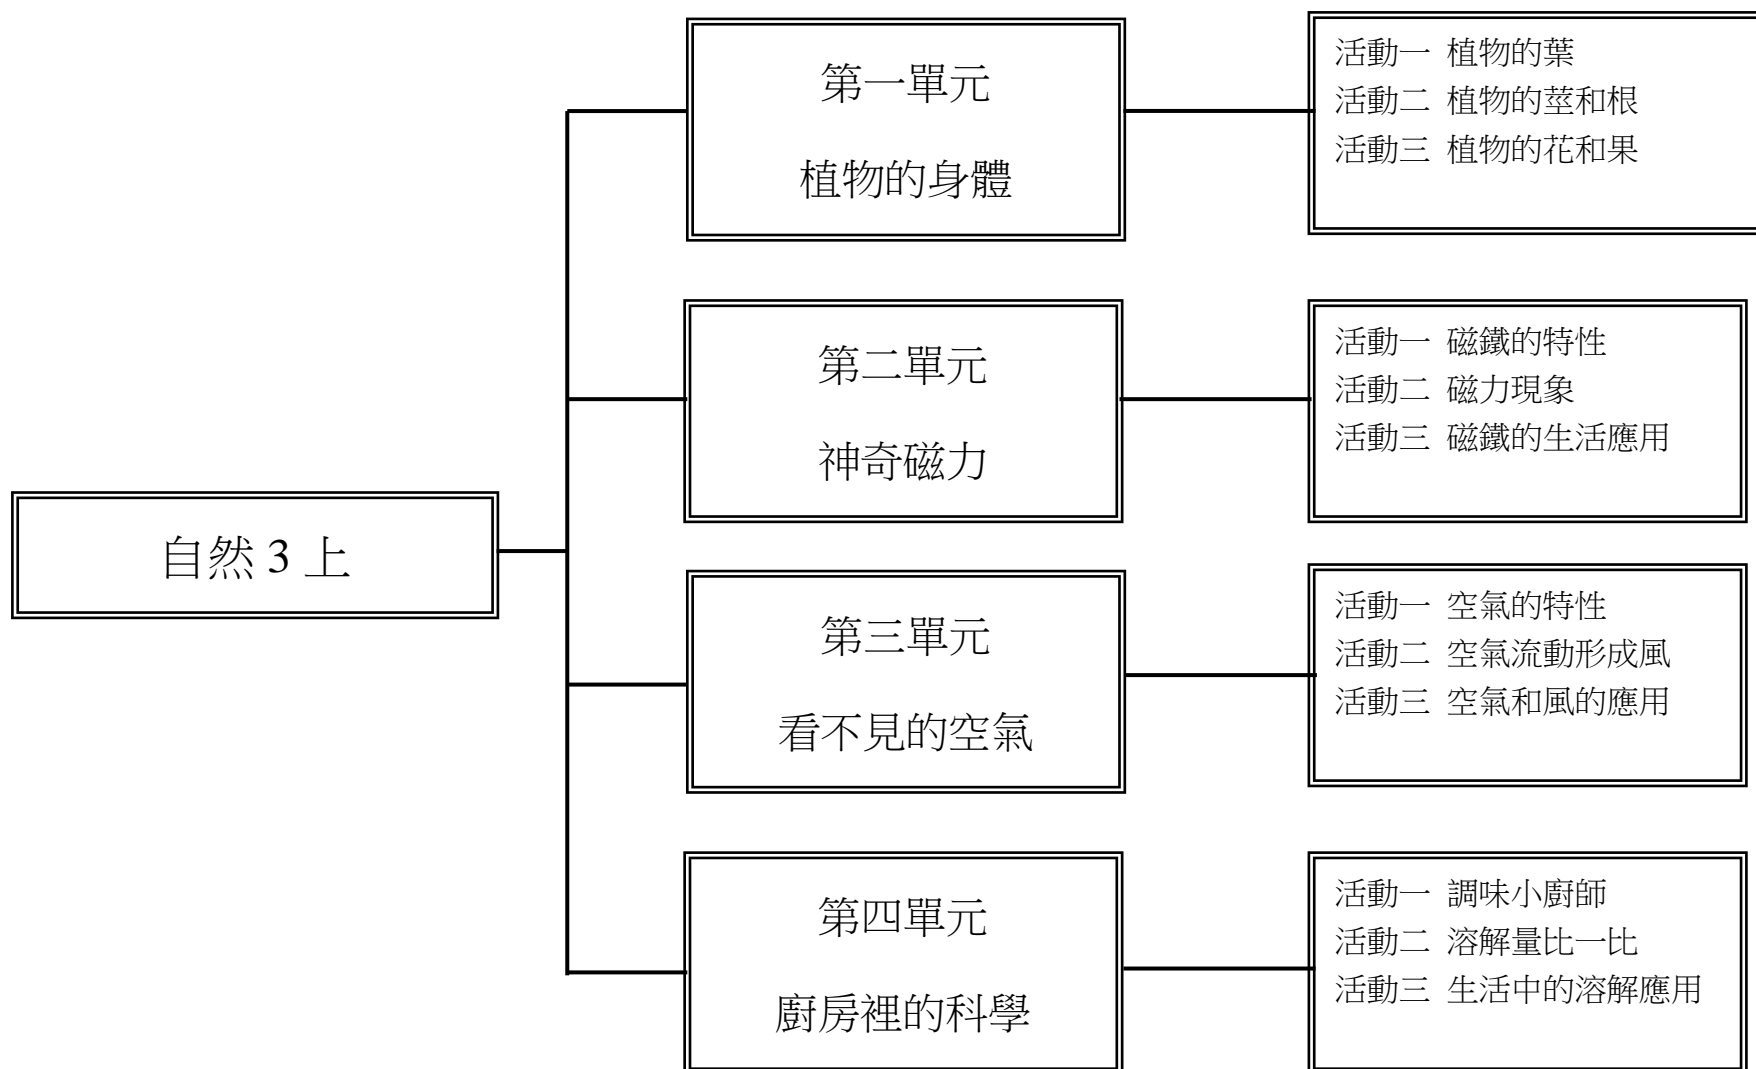 自然 3 上
第一單元
植物的身體
活動一 植物的葉
活動二 植物的莖和根
活動三 植物的花和果
第二單元
神奇磁力
活動一 磁鐵的特性
活動二 磁力現象
活動三 磁鐵的生活應用
第三單元
看不見的空氣
活動一 空氣的特性
活動二 空氣流動形成風
活動三 空氣和風的應用
第四單元
廚房裡的科學
活動一 調味小廚師
活動二 溶解量比一比
活動三 生活中的溶解應用